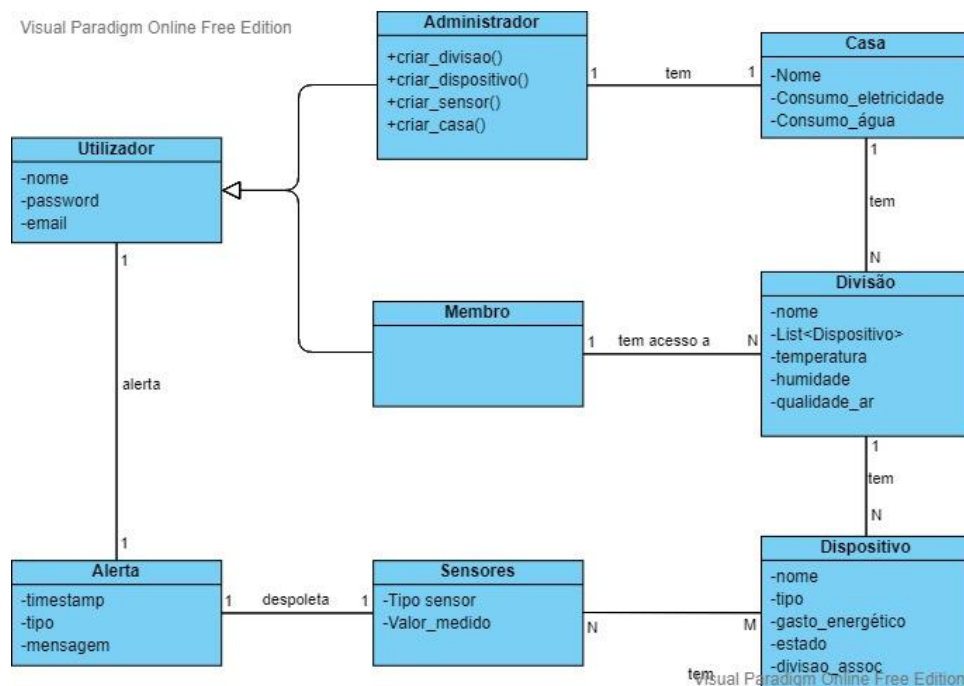 Visual Paradigm Online Free Edition
Administrador
+criar_divisao()
+criar_dispositivo()
+criar_sensor()
+criar_casa()
1
tem
1
Casa
-Nome
-Consumo_eletricidade
-Consumo_água
Utilizador
-nome
-password
-email
1
tem
N
1
alerta
1
Membro
1
tem acesso a
N
Divisão
-nome
-List<Dispositivo>
-temperatura
-humidade
-qualidade_ar
1
tem
N
Alerta
-timestamp
-tipo
-mensagem
1
despoleta
1
Sensores
-Tipo sensor
-Valor_medido
N
M
tem
Dispositivo
-nome
-tipo
-gasto_energético
-estado
-divisao_assoc
Visual Paradigm Online Free Edition